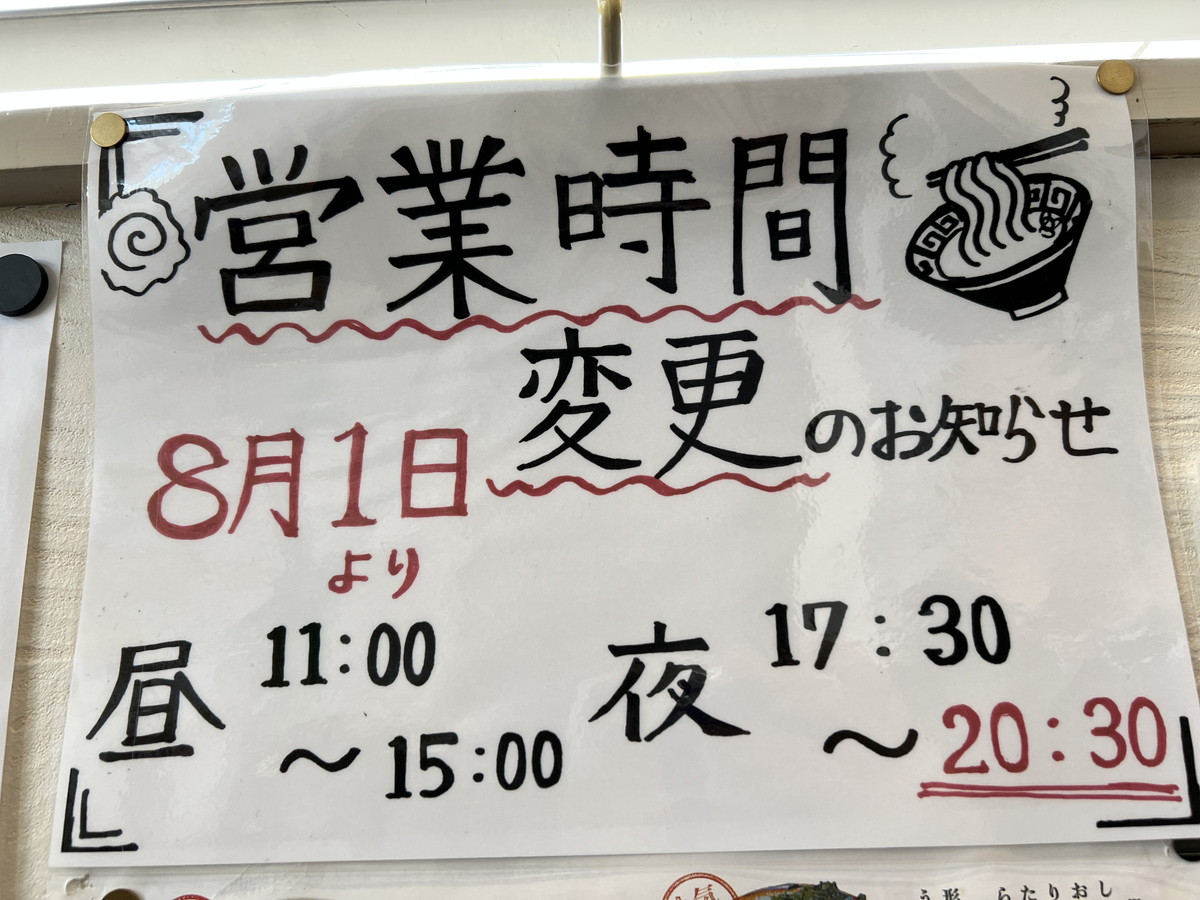 営業時間
変更のお知らせ
8月1日
より
昼 11:00
～15:00
夜 17:30
～20:30